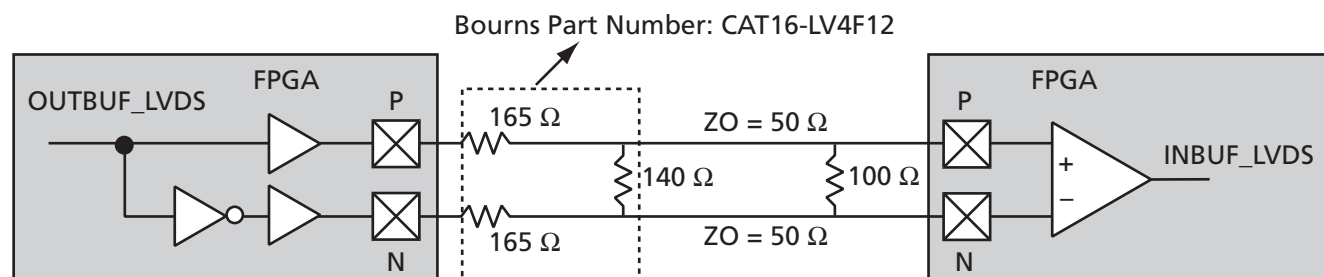 Bourns Part Number: CAT16-LV4F12
FPGA
FPGA
OUTBUF_LVDS
P
165 Ω
ZO = 50 Ω
P
140 Ω
100 Ω
+
−
INBUF_LVDS
N
165 Ω
ZO = 50 Ω
N